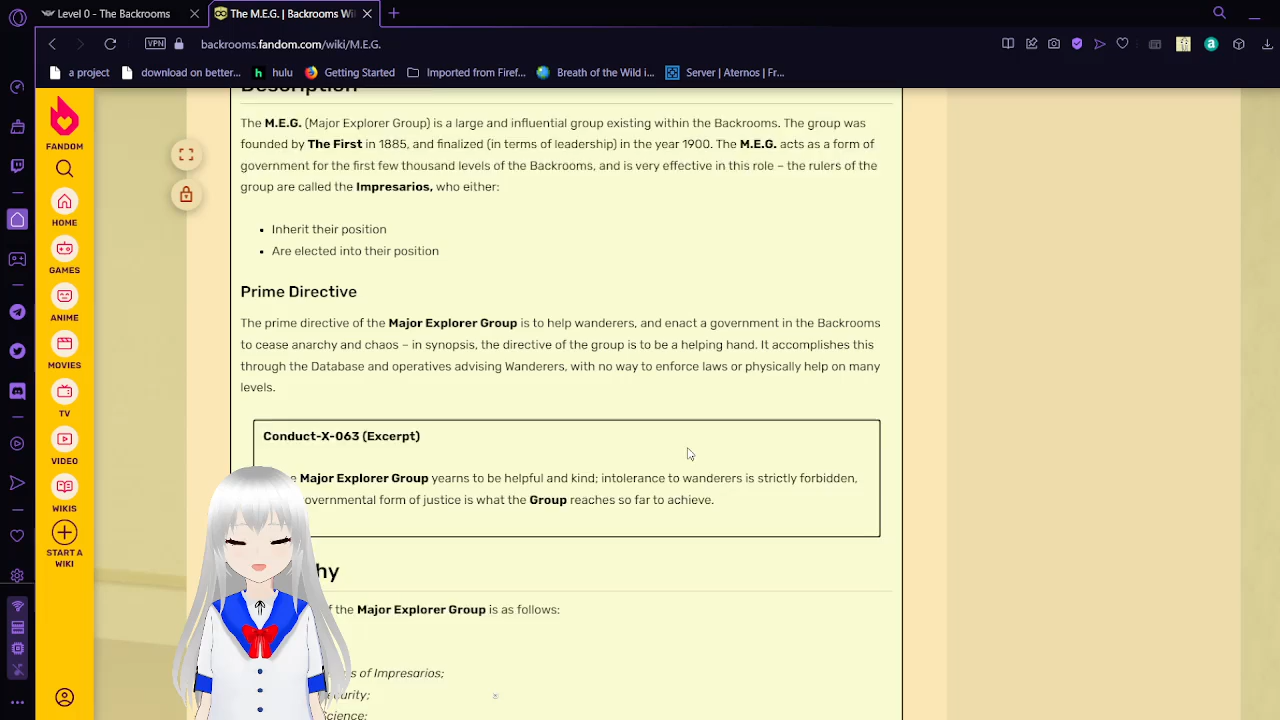 Level 0 - The Backrooms
The M.E.G. | Backrooms Wi
VPN
backrooms.fandom.com/wiki/M.E.G.
a project
download on better...
hulu
Getting Started
Imported from Firef...
Breath of the Wild i...
Server | Aternos | Fr...
FANDOM
HOME
GAMES
ANIME
MOVIES
TV
VIDEO
WIKIS
START A
WIKI
Description
The M.E.G. (Major Explorer Group) is a large and influential group existing within the Backrooms. The group was
founded by The First in 1885, and finalized (in terms of leadership) in the year 1900. The M.E.G. acts as a form of
government for the first few thousand levels of the Backrooms, and is very effective in this role – the rulers of the
group are called the Impresarios, who either:
Inherit their position
Are elected into their position
Prime Directive
The prime directive of the Major Explorer Group is to help wanderers, and enact a government in the Backrooms
to cease anarchy and chaos – in synopsis, the directive of the group is to be a helping hand. It accomplishes this
through the Database and operatives advising Wanderers, with no way to enforce laws or physically help on many
levels.
Conduct-X-063 (Excerpt)
Major Explorer Group yearns to be helpful and kind; intolerance to wanderers is strictly forbidden,
overnmental form of justice is what the Group reaches so far to achieve.
hy
of the Major Explorer Group is as follows:
s of Impresarios;
curity;
cience;